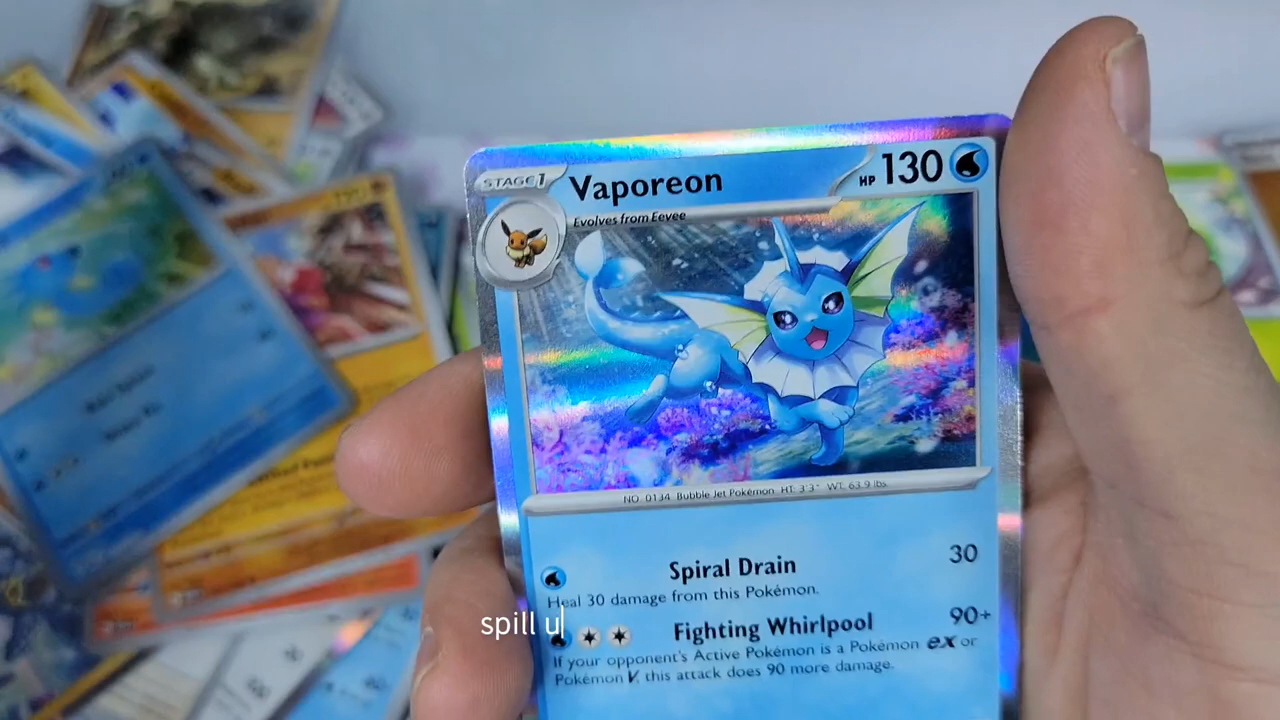 STAGE 1
Vaporeon
HP 130
Evolves from Eevee
NO. 0134 Bubble Jet Pokémon HT: 3'3" WT: 63.9 lbs.
Spiral Drain 30
Heal 30 damage from this Pokémon.
spill u
Fighting Whirlpool 90+
If your opponent's Active Pokémon is a Pokémon ex or
Pokémon V, this attack does 90 more damage.